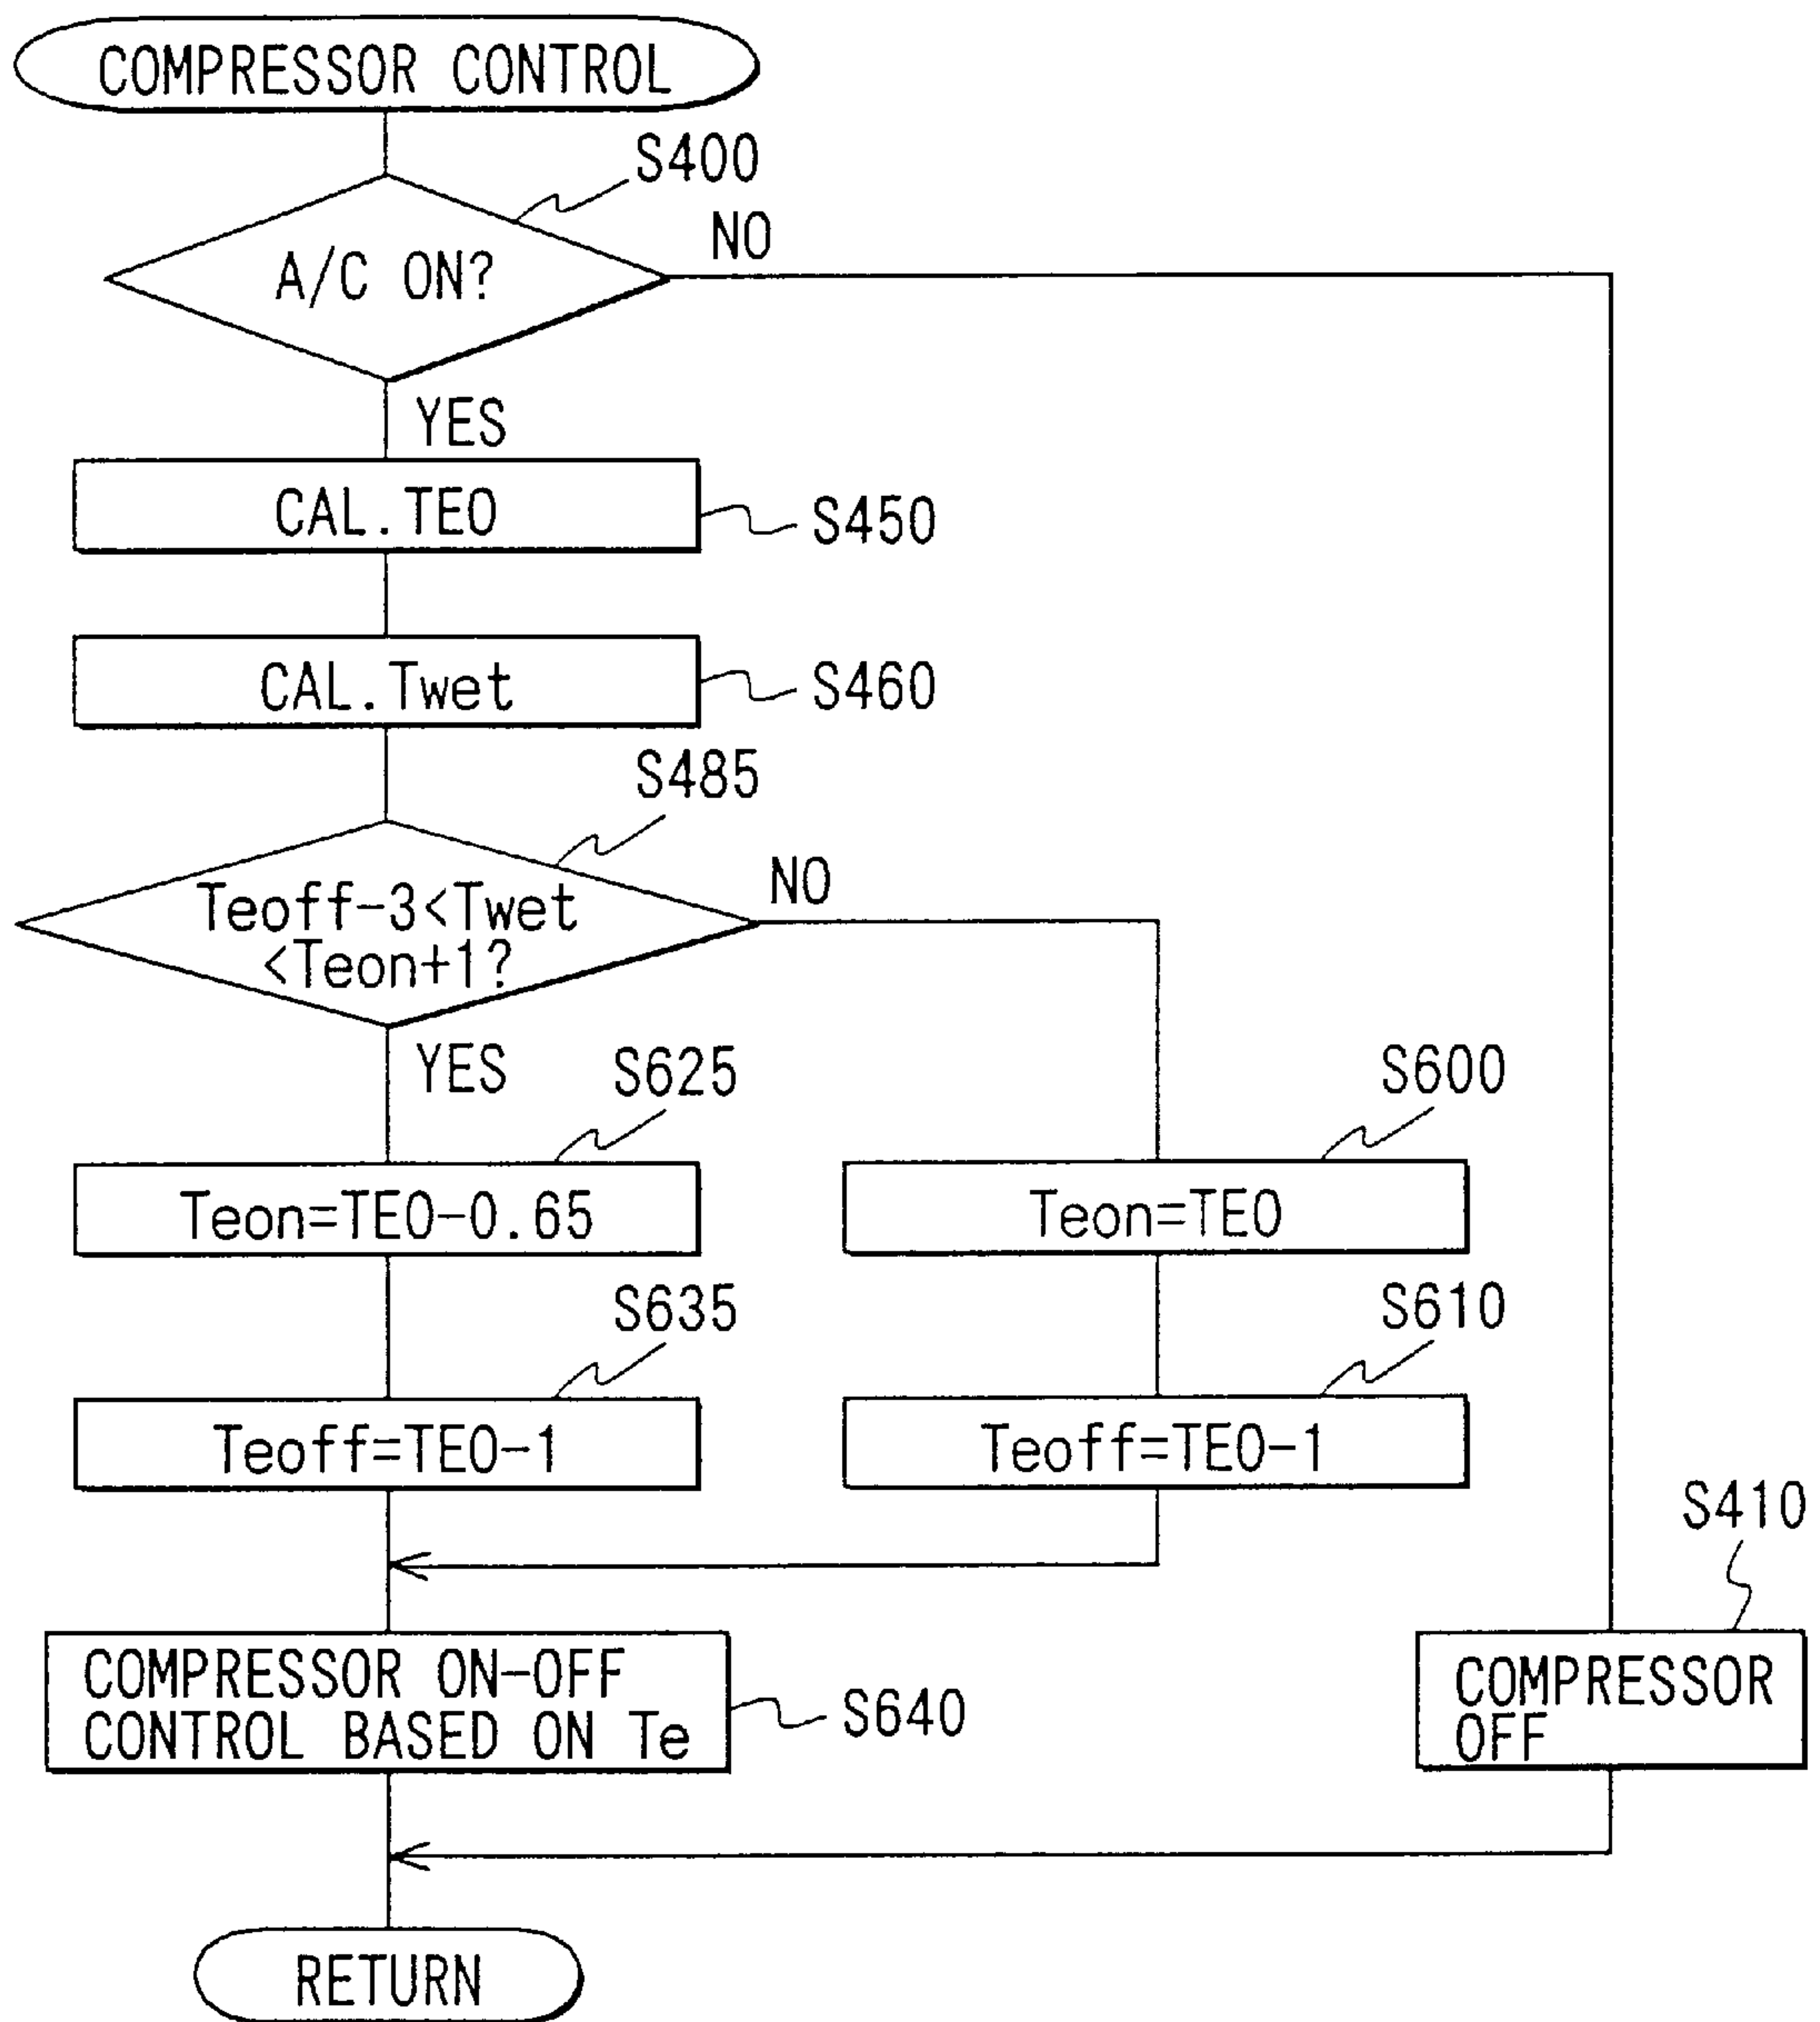 COMPRESSOR CONTROL
S400
A/C ON?
NO
YES
CAL.TEO
S450
CAL.Twet
S460
S485
Teoff-3<Twet
<Teon+1?
NO
YES
S625
Teon=TEO-0.65
S600
Teon=TEO
S635
Teoff=TEO-1
S610
Teoff=TEO-1
S410
COMPRESSOR ON-OFF
CONTROL BASED ON Te
S640
COMPRESSOR
OFF
RETURN